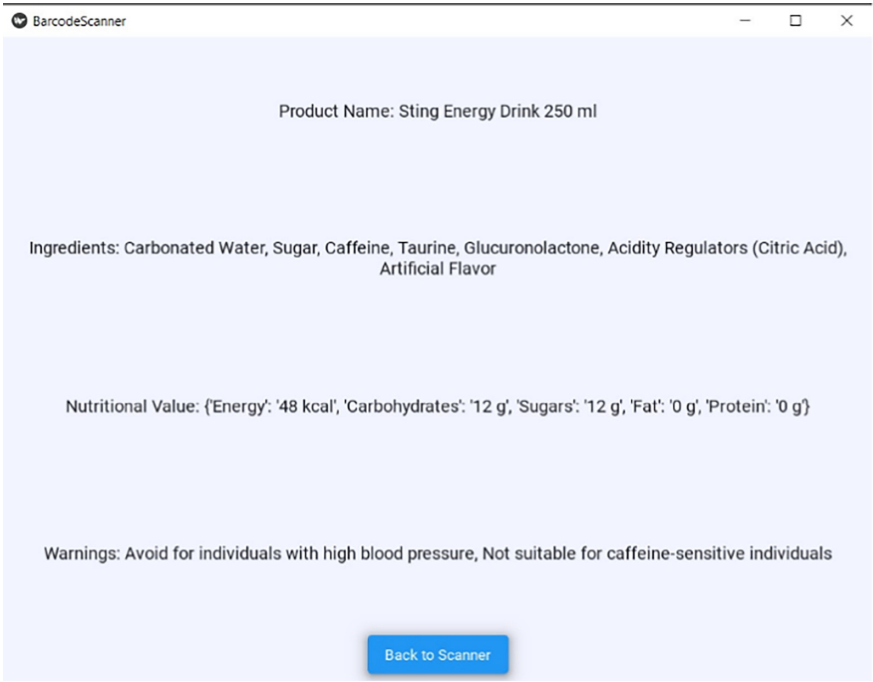 BarcodeScanner
Product Name: Sting Energy Drink 250 ml
Ingredients: Carbonated Water, Sugar, Caffeine, Taurine, Glucuronolactone, Acidity Regulators (Citric Acid),
Artificial Flavor
Nutritional Value: {'Energy': '48 kcal', 'Carbohydrates': '12 g', 'Sugars': '12 g', 'Fat': '0 g', 'Protein': '0 g'}
Warnings: Avoid for individuals with high blood pressure, Not suitable for caffeine-sensitive individuals
Back to Scanner